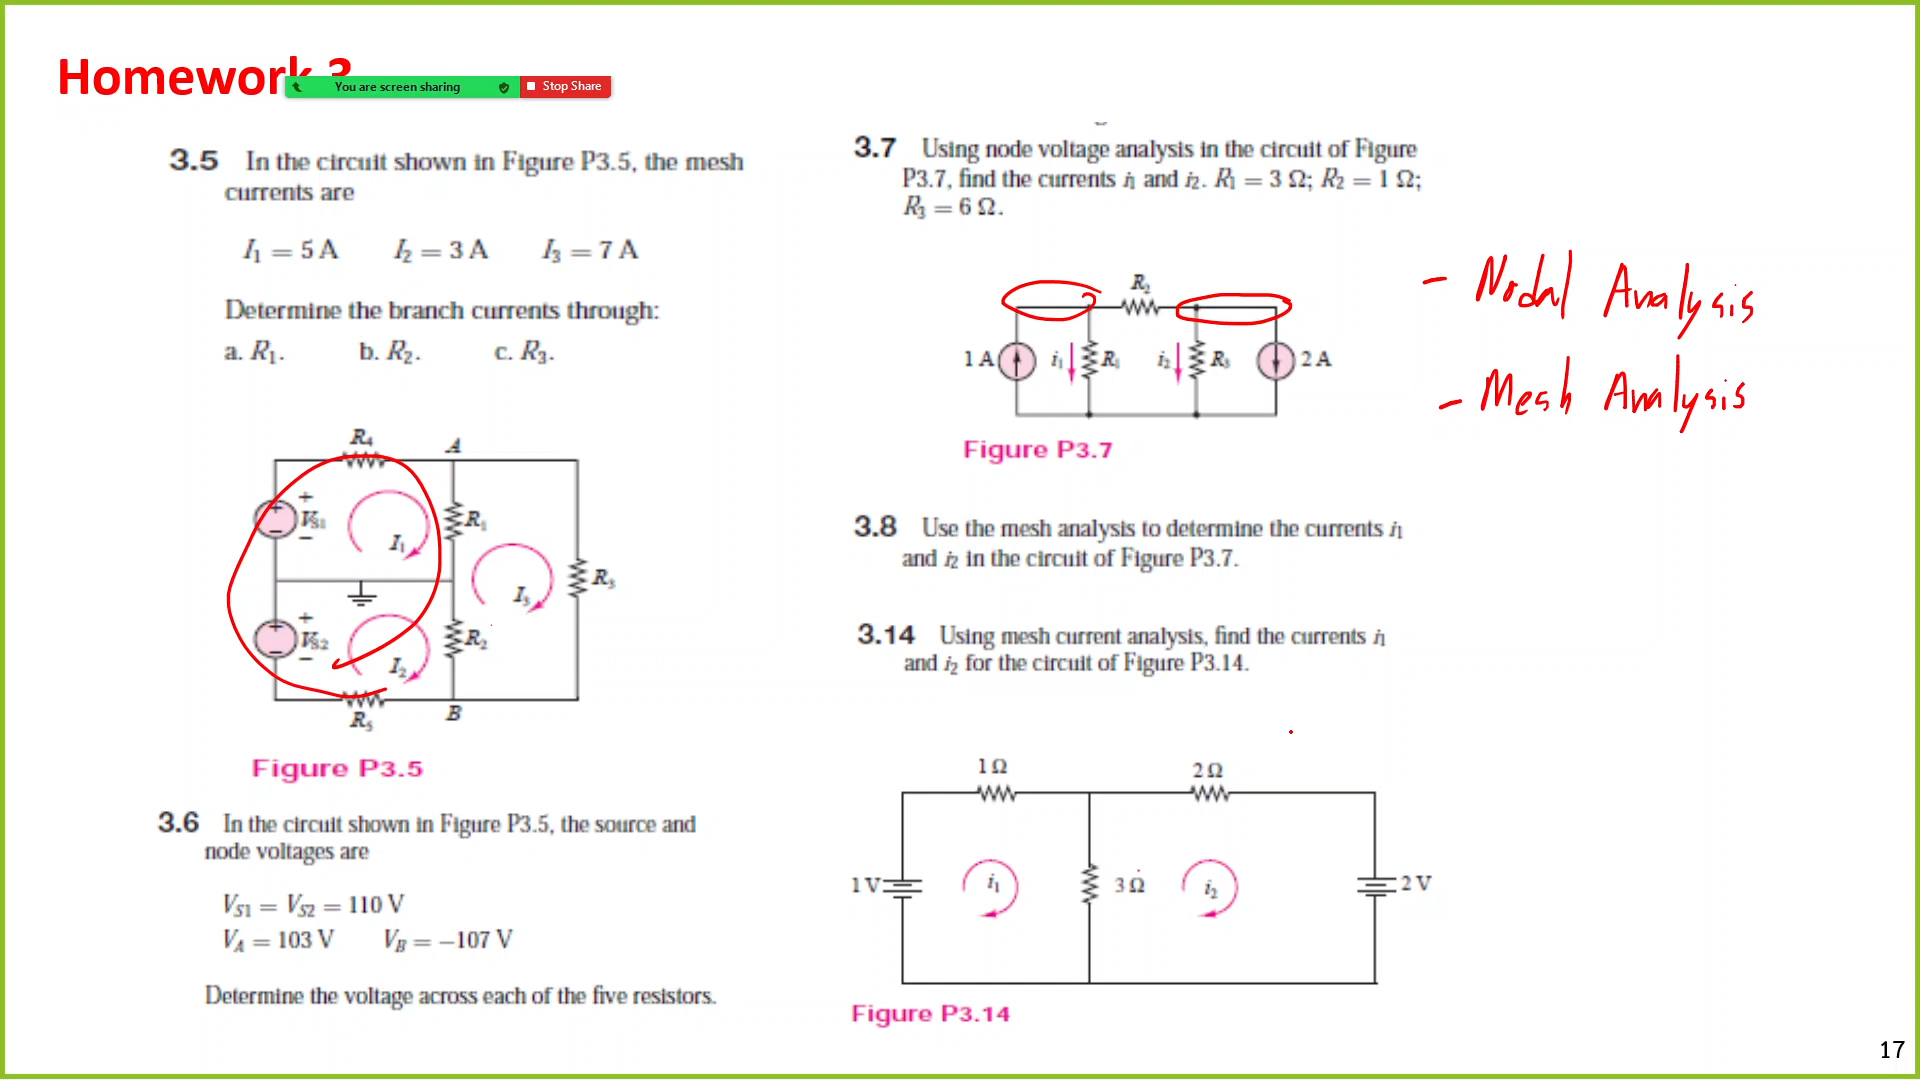 Homework 3
You are screen sharing
Stop Share
3.5 In the circuit shown in Figure P3.5, the mesh
currents are
I₁ = 5 A I₂ = 3 A I₃ = 7 A
Determine the branch currents through:
a. R₁. b. R₂. c. R₃.
R₄
A
+
VS1
−
I₁
R₁
I₃
R₃
+
VS2
−
I₂
R₂
R₅
B
Figure P3.5
3.6 In the circuit shown in Figure P3.5, the source and
node voltages are
VS1 = VS2 = 110 V
VA = 103 V VB = −107 V
Determine the voltage across each of the five resistors.
3.7 Using node voltage analysis in the circuit of Figure
P3.7, find the currents i₁ and i₂. R₁ = 3 Ω; R₂ = 1 Ω;
R₃ = 6 Ω.
R₂
1 A
i₁
R₁
i₂
R₃
2 A
Figure P3.7
- Nodal Analysis
- Mesh Analysis
3.8 Use the mesh analysis to determine the currents i₁
and i₂ in the circuit of Figure P3.7.
3.14 Using mesh current analysis, find the currents i₁
and i₂ for the circuit of Figure P3.14.
1 Ω
2 Ω
1 V
i₁
3 Ω
i₂
2 V
Figure P3.14
17